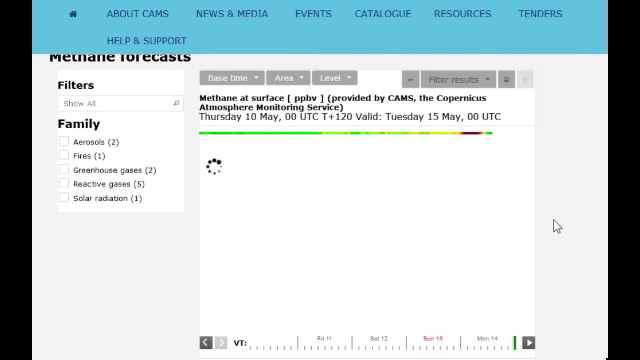 ABOUT CAMS NEWS & MEDIA EVENTS CATALOGUE RESOURCES TENDERS
HELP & SUPPORT
Methane forecasts
Filters
Show All
Family
Aerosols (2)
Fires (1)
Greenhouse gases (2)
Reactive gases (5)
Solar radiation (1)
Base time Area Level Filter results
Methane at surface [ ppbv ] (provided by CAMS, the Copernicus
Atmosphere Monitoring Service)
Thursday 10 May, 00 UTC T+120 Valid: Tuesday 15 May, 00 UTC
VT: Fri 11 Sat 12 Sun 13 Mon 14